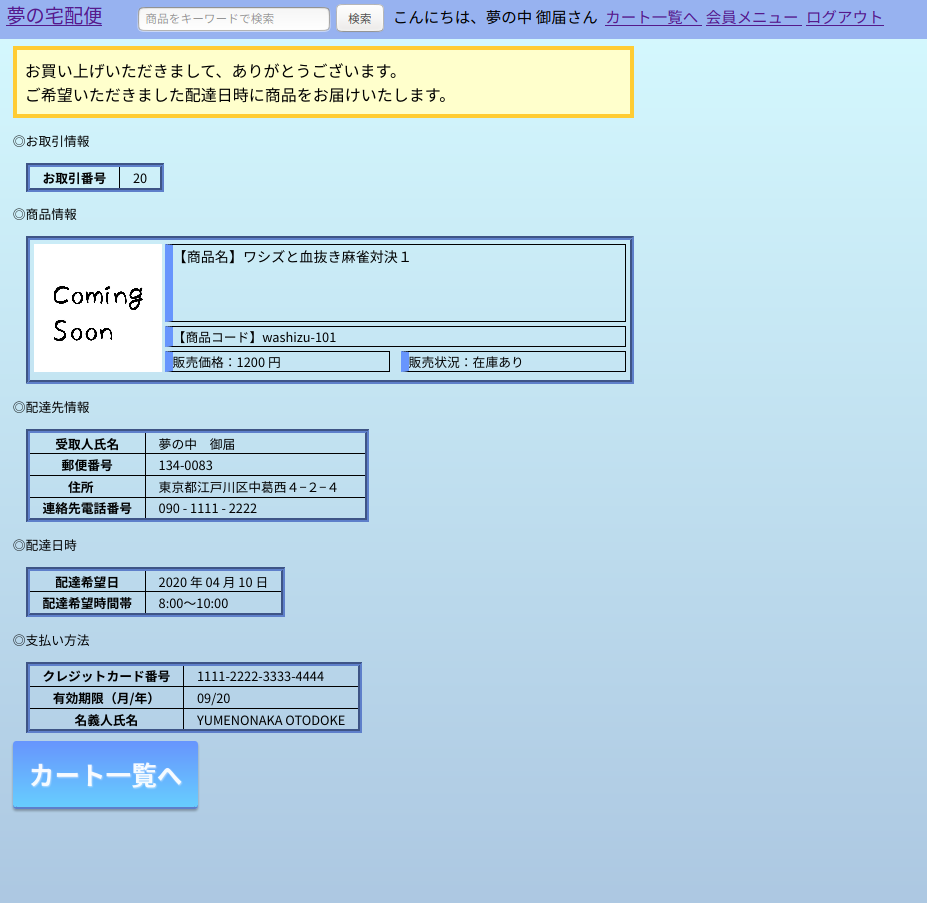 夢の宅配便 商品をキーワードで検索 検索 こんにちは、夢の中 御届さん カート一覧へ 会員メニュー ログアウト
お買い上げいただきまして、ありがとうございます。
ご希望いただきました配達日時に商品をお届けいたします。
◎お取引情報
お取引番号 20
◎商品情報
Coming
Soon
【商品名】ワシズと血抜き麻雀対決１
【商品コード】washizu-101
販売価格：1200 円 販売状況：在庫あり
◎配達先情報
受取人氏名 夢の中　御届
郵便番号 134-0083
住所 東京都江戸川区中葛西４−２−４
連絡先電話番号 090 - 1111 - 2222
◎配達日時
配達希望日 2020 年 04 月 10 日
配達希望時間帯 8:00～10:00
◎支払い方法
クレジットカード番号 1111-2222-3333-4444
有効期限（月/年） 09/20
名義人氏名 YUMENONAKA OTODOKE
カート一覧へ